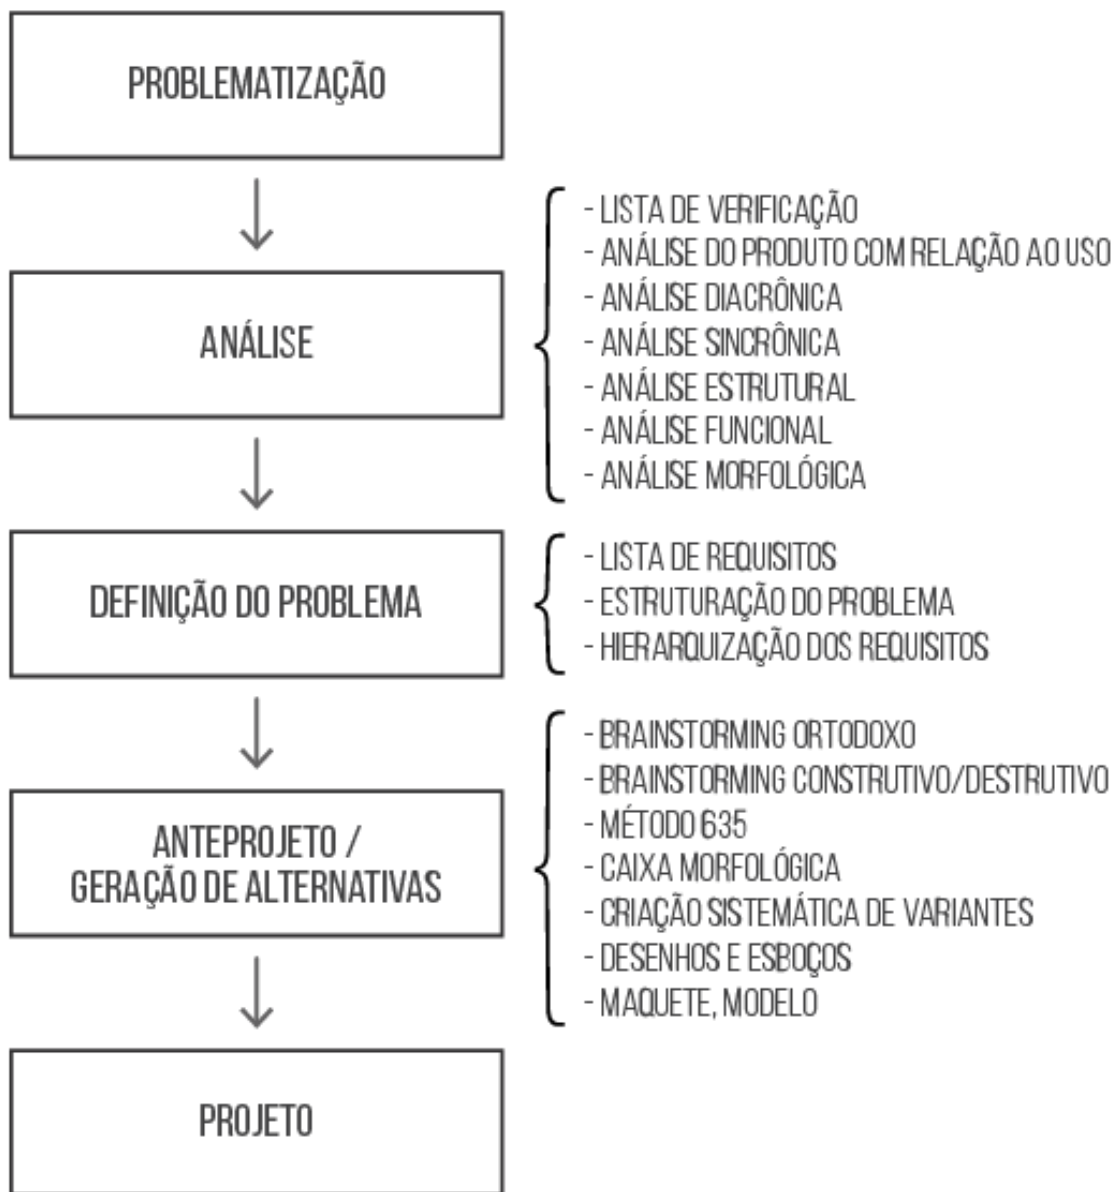 PROBLEMATIZAÇÃO
ANÁLISE
- LISTA DE VERIFICAÇÃO
- ANÁLISE DO PRODUTO COM RELAÇÃO AO USO
- ANÁLISE DIACRÔNICA
- ANÁLISE SINCRÔNICA
- ANÁLISE ESTRUTURAL
- ANÁLISE FUNCIONAL
- ANÁLISE MORFOLÓGICA
DEFINIÇÃO DO PROBLEMA
- LISTA DE REQUISITOS
- ESTRUTURAÇÃO DO PROBLEMA
- HIERARQUIZAÇÃO DOS REQUISITOS
ANTEPROJETO /
GERAÇÃO DE ALTERNATIVAS
- BRAINSTORMING ORTODOXO
- BRAINSTORMING CONSTRUTIVO/DESTRUTIVO
- MÉTODO 635
- CAIXA MORFOLÓGICA
- CRIAÇÃO SISTEMÁTICA DE VARIANTES
- DESENHOS E ESBOÇOS
- MAQUETE, MODELO
PROJETO